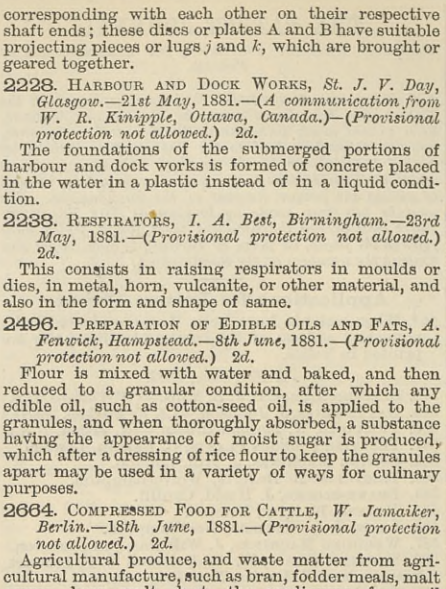 corresponding with each other on their respective
shaft ends; these discs or plates A and B have suitable
projecting pieces or lugs j and k, which are brought or
geared together.
2228. HARBOUR AND DOCK WORKS, St. J. V. Day,
Glasgow.—21st May, 1881.—(A communication from
W. R. Kinipple, Ottawa, Canada.)—(Provisional
protection not allowed.) 2d.
The foundations of the submerged portions of
harbour and dock works is formed of concrete placed
in the water in a plastic instead of in a liquid condi-
tion.
2238. RESPIRATORS, I. A. Best, Birmingham.—23rd
May, 1881.—(Provisional protection not allowed.)
2d.
This consists in raising respirators in moulds or
dies, in metal, horn, vulcanite, or other material, and
also in the form and shape of same.
2496. PREPARATION OF EDIBLE OILS AND FATS, A.
Fenwick, Hampstead.—8th June, 1881.—(Provisional
protection not allowed.) 2d.
Flour is mixed with water and baked, and then
reduced to a granular condition, after which any
edible oil, such as cotton-seed oil, is applied to the
granules, and when thoroughly absorbed, a substance
having the appearance of moist sugar is produced,
which after a dressing of rice flour to keep the granules
apart may be used in a variety of ways for culinary
purposes.
2664. COMPRESSED FOOD FOR CATTLE, W. Jamaiker,
Berlin.—18th June, 1881.—(Provisional protection
not allowed.) 2d.
Agricultural produce, and waste matter from agri-
cultural manufacture, such as bran, fodder meals, malt